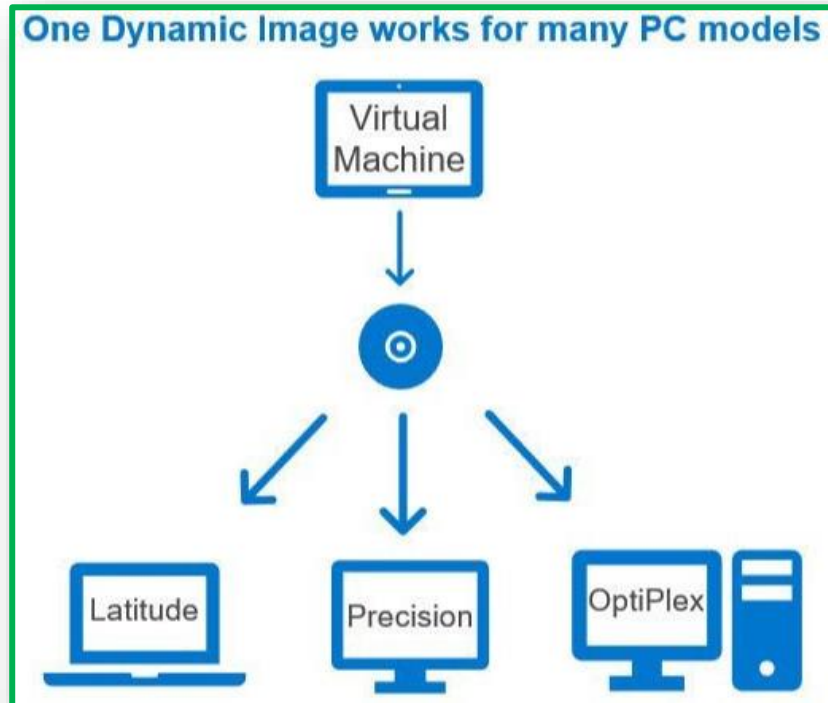 One Dynamic Image works for many PC models
Virtual
Machine
Latitude
Precision
OptiPlex